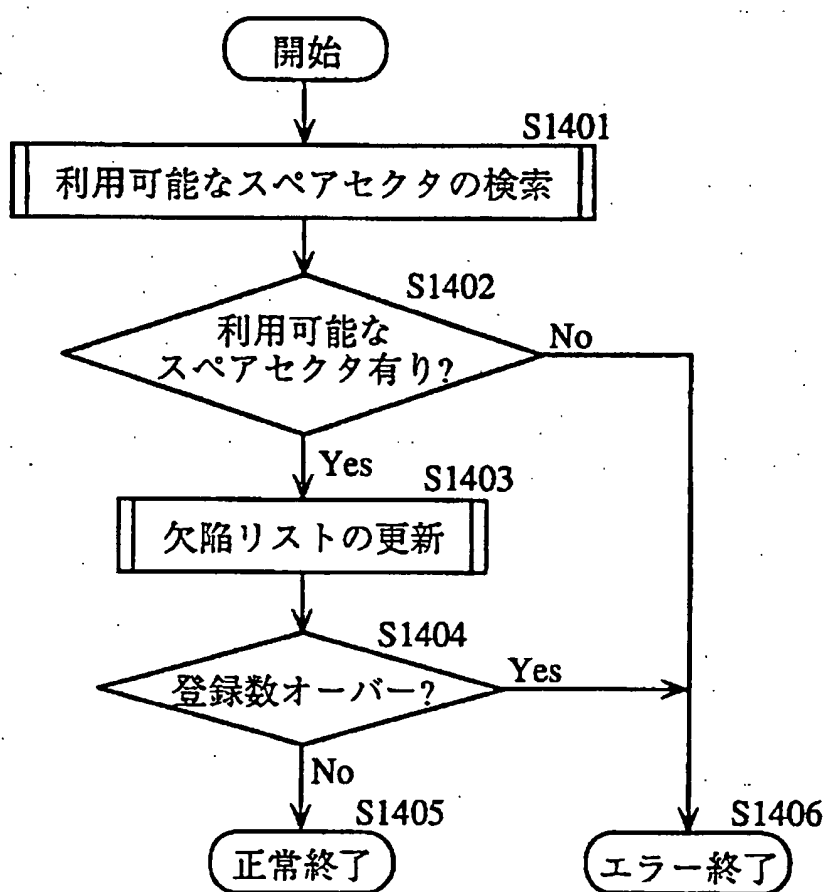 開始
S1401
利用可能なスペアセクタの検索
S1402
利用可能な
スペアセクタ有り?
No
Yes
S1403
欠陥リストの更新
S1404
登録数オーバー?
Yes
No
S1405
正常終了
S1406
エラー終了